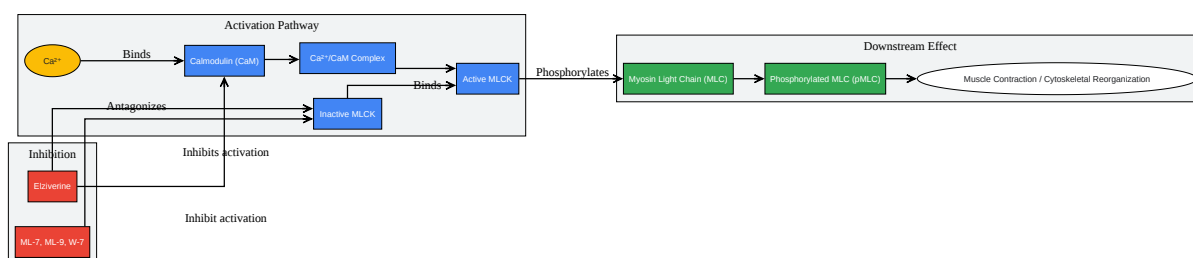 Activation Pathway
Ca²⁺
Binds
Calmodulin (CaM)
Ca²⁺/CaM Complex
Active MLCK
Binds
Inactive MLCK
Antagonizes
Phosphorylates
Downstream Effect
Myosin Light Chain (MLC)
Phosphorylated MLC (pMLC)
Muscle Contraction / Cytoskeletal Reorganization
Inhibition
Inhibits activation
Elziverine
Inhibit activation
ML-7, ML-9, W-7